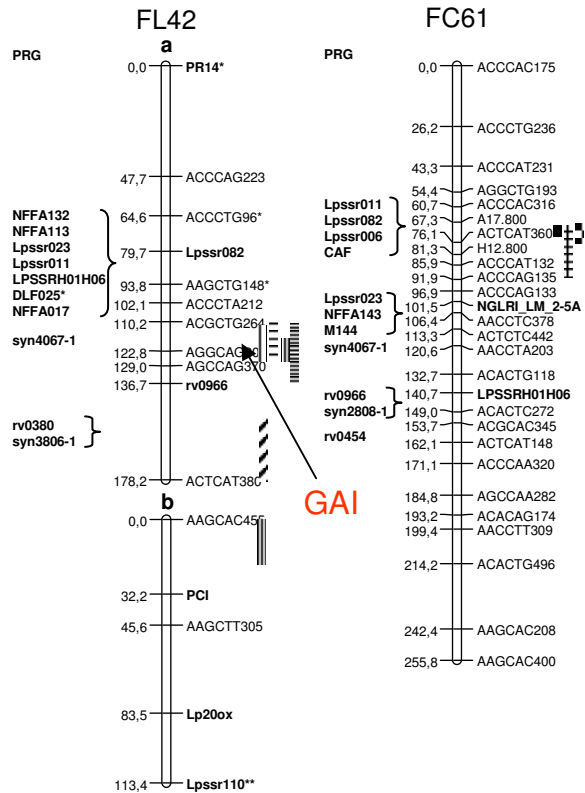 FL42
a
PRG
0,0 PR14*
47,7 ACCCAG223
64,6 ACCCTG96*
79,7 Lpssr082
93,8 AAGCTG148*
102,1 ACCCTA212
110,2 ACGCTG264
122,8
129,0 AGCCAG370
136,7 rv0966
178,2 ACTCAT380
NFFA132
NFFA113
Lpssr023
Lpssr011
LPSSRH01H06
DLF025*
NFFA017
syn4067-1
rv0380
syn3806-1
GAI
b
0,0 AAGCAC455
32,2 PCI
45,6 AAGCTT305
83,5 Lp20ox
113,4 Lpssr110**
FC61
PRG
0,0 ACCCAC175
26,2 ACCCTG236
43,3 ACCCAT231
54,4 AGGCTG193
60,7 ACCCAC316
67,3 A17.800
76,1 ACTCAT360
81,3 H12.800
85,9 ACCCAT132
91,9 ACCCAG135
96,9 ACCCAG133
101,5 NGLRI_LM_2-5A
106,4 AACCTC378
113,3 ACTCTC442
120,6 AACCTA203
132,7 ACACTG118
140,7 LPSSRH01H06
149,0 ACACTC272
153,7 ACGCAC345
162,1 ACTCAT148
171,1 ACCCAA320
184,8 AGCCAA282
193,2 ACACAG174
199,4 AACCTT309
214,2 ACACTG496
242,4 AAGCAC208
255,8 AAGCAC400
Lpssr011
Lpssr082
Lpssr006
CAF
Lpssr023
NFFA143
M144
syn4067-1
rv0966
syn2808-1
rv0454